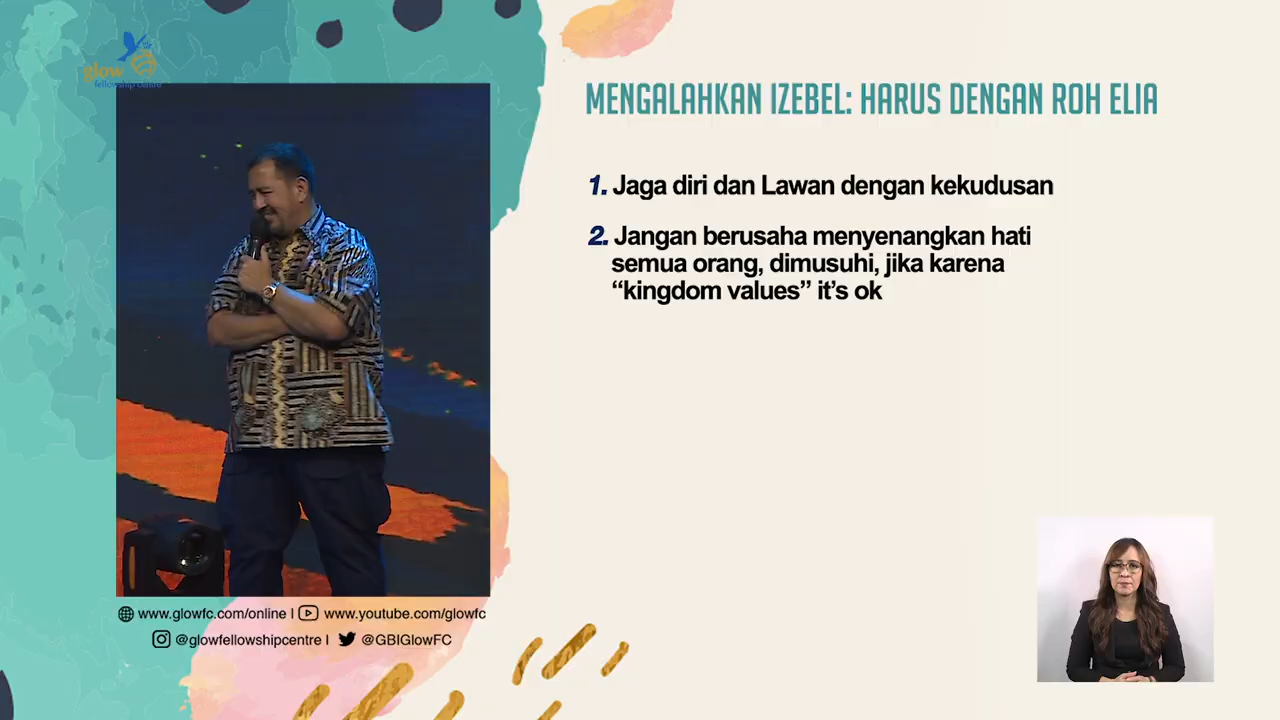 glow
fellowship centre
MENGALAHKAN IZEBEL: HARUS DENGAN ROH ELIA
1. Jaga diri dan Lawan dengan kekudusan
2. Jangan berusaha menyenangkan hati
semua orang, dimusuhi, jika karena
“kingdom values” it’s ok
www.glowfc.com/online I www.youtube.com/glowfc
@glowfellowshipcentre I @GBIGlowFC